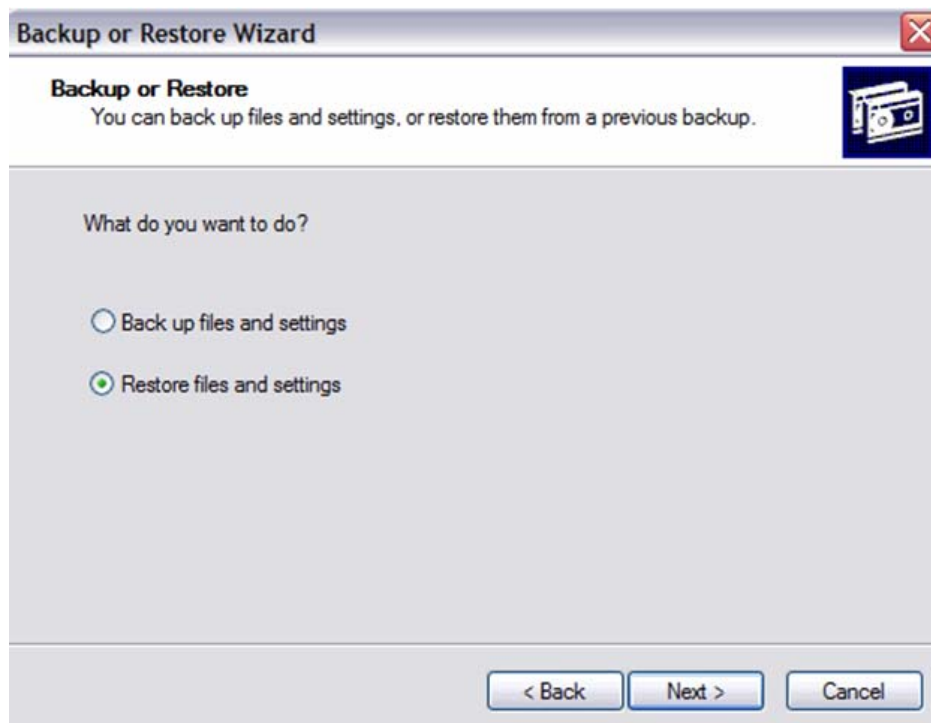 Backup or Restore Wizard
Backup or Restore
You can back up files and settings, or restore them from a previous backup.
What do you want to do?
Back up files and settings
Restore files and settings
< Back
Next >
Cancel